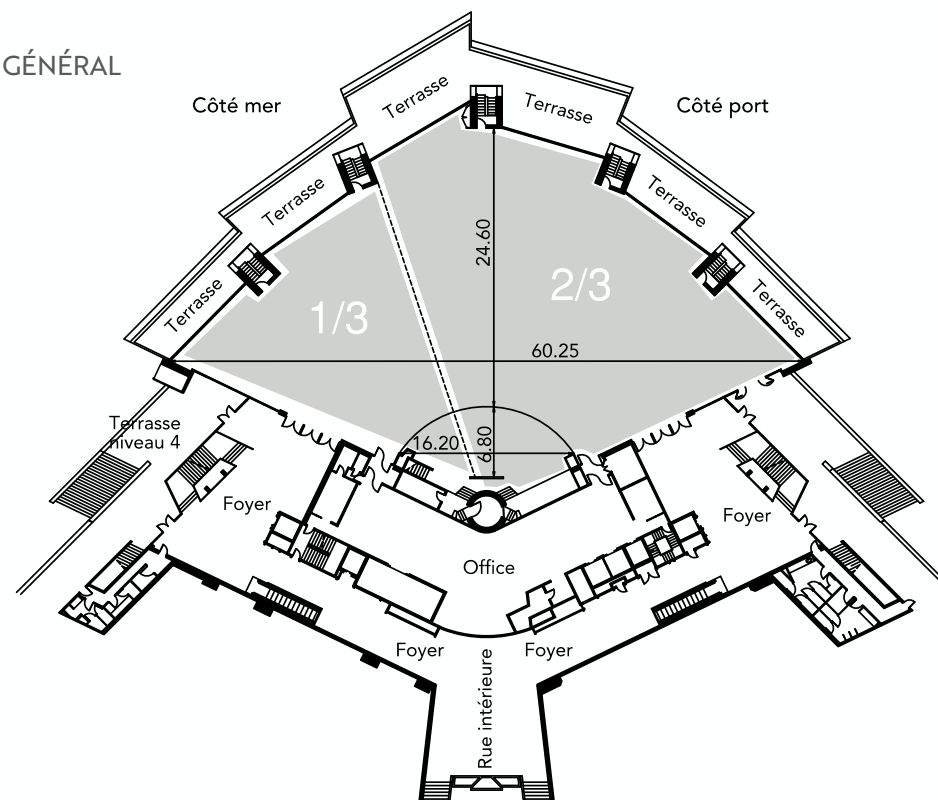 GÉNÉRAL
Côté mer
Terrasse
Terrasse
Côté port
Terrasse
Terrasse
Terrasse
Terrasse
24.60
1/3
2/3
60.25
Terrasse
niveau 4
16.20
6.80
Foyer
Foyer
Office
Foyer
Foyer
Rue intérieure